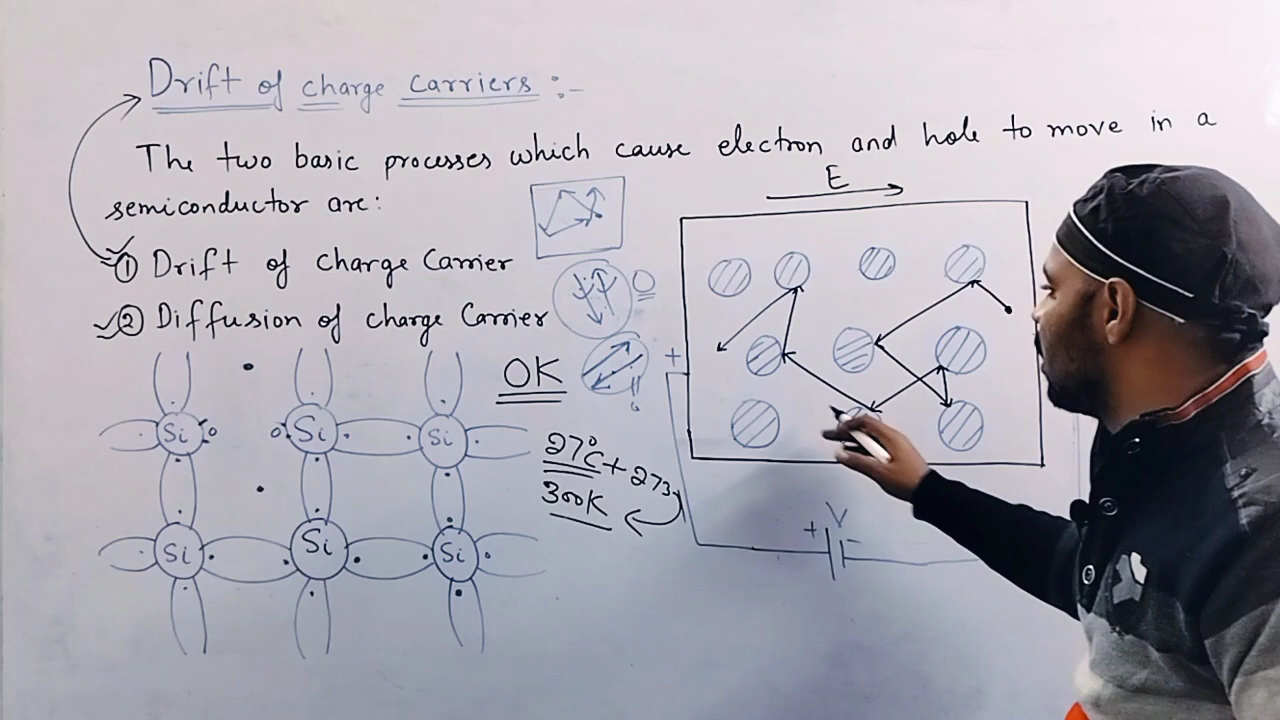 Drift of charge carriers :-
The two basic processes which cause electron and hole to move in a
semiconductor are:
① Drift of charge Carrier
② Diffusion of charge Carrier
E
+
OK
27°C + 273
300K
Si Si Si
Si Si Si
V
+ -